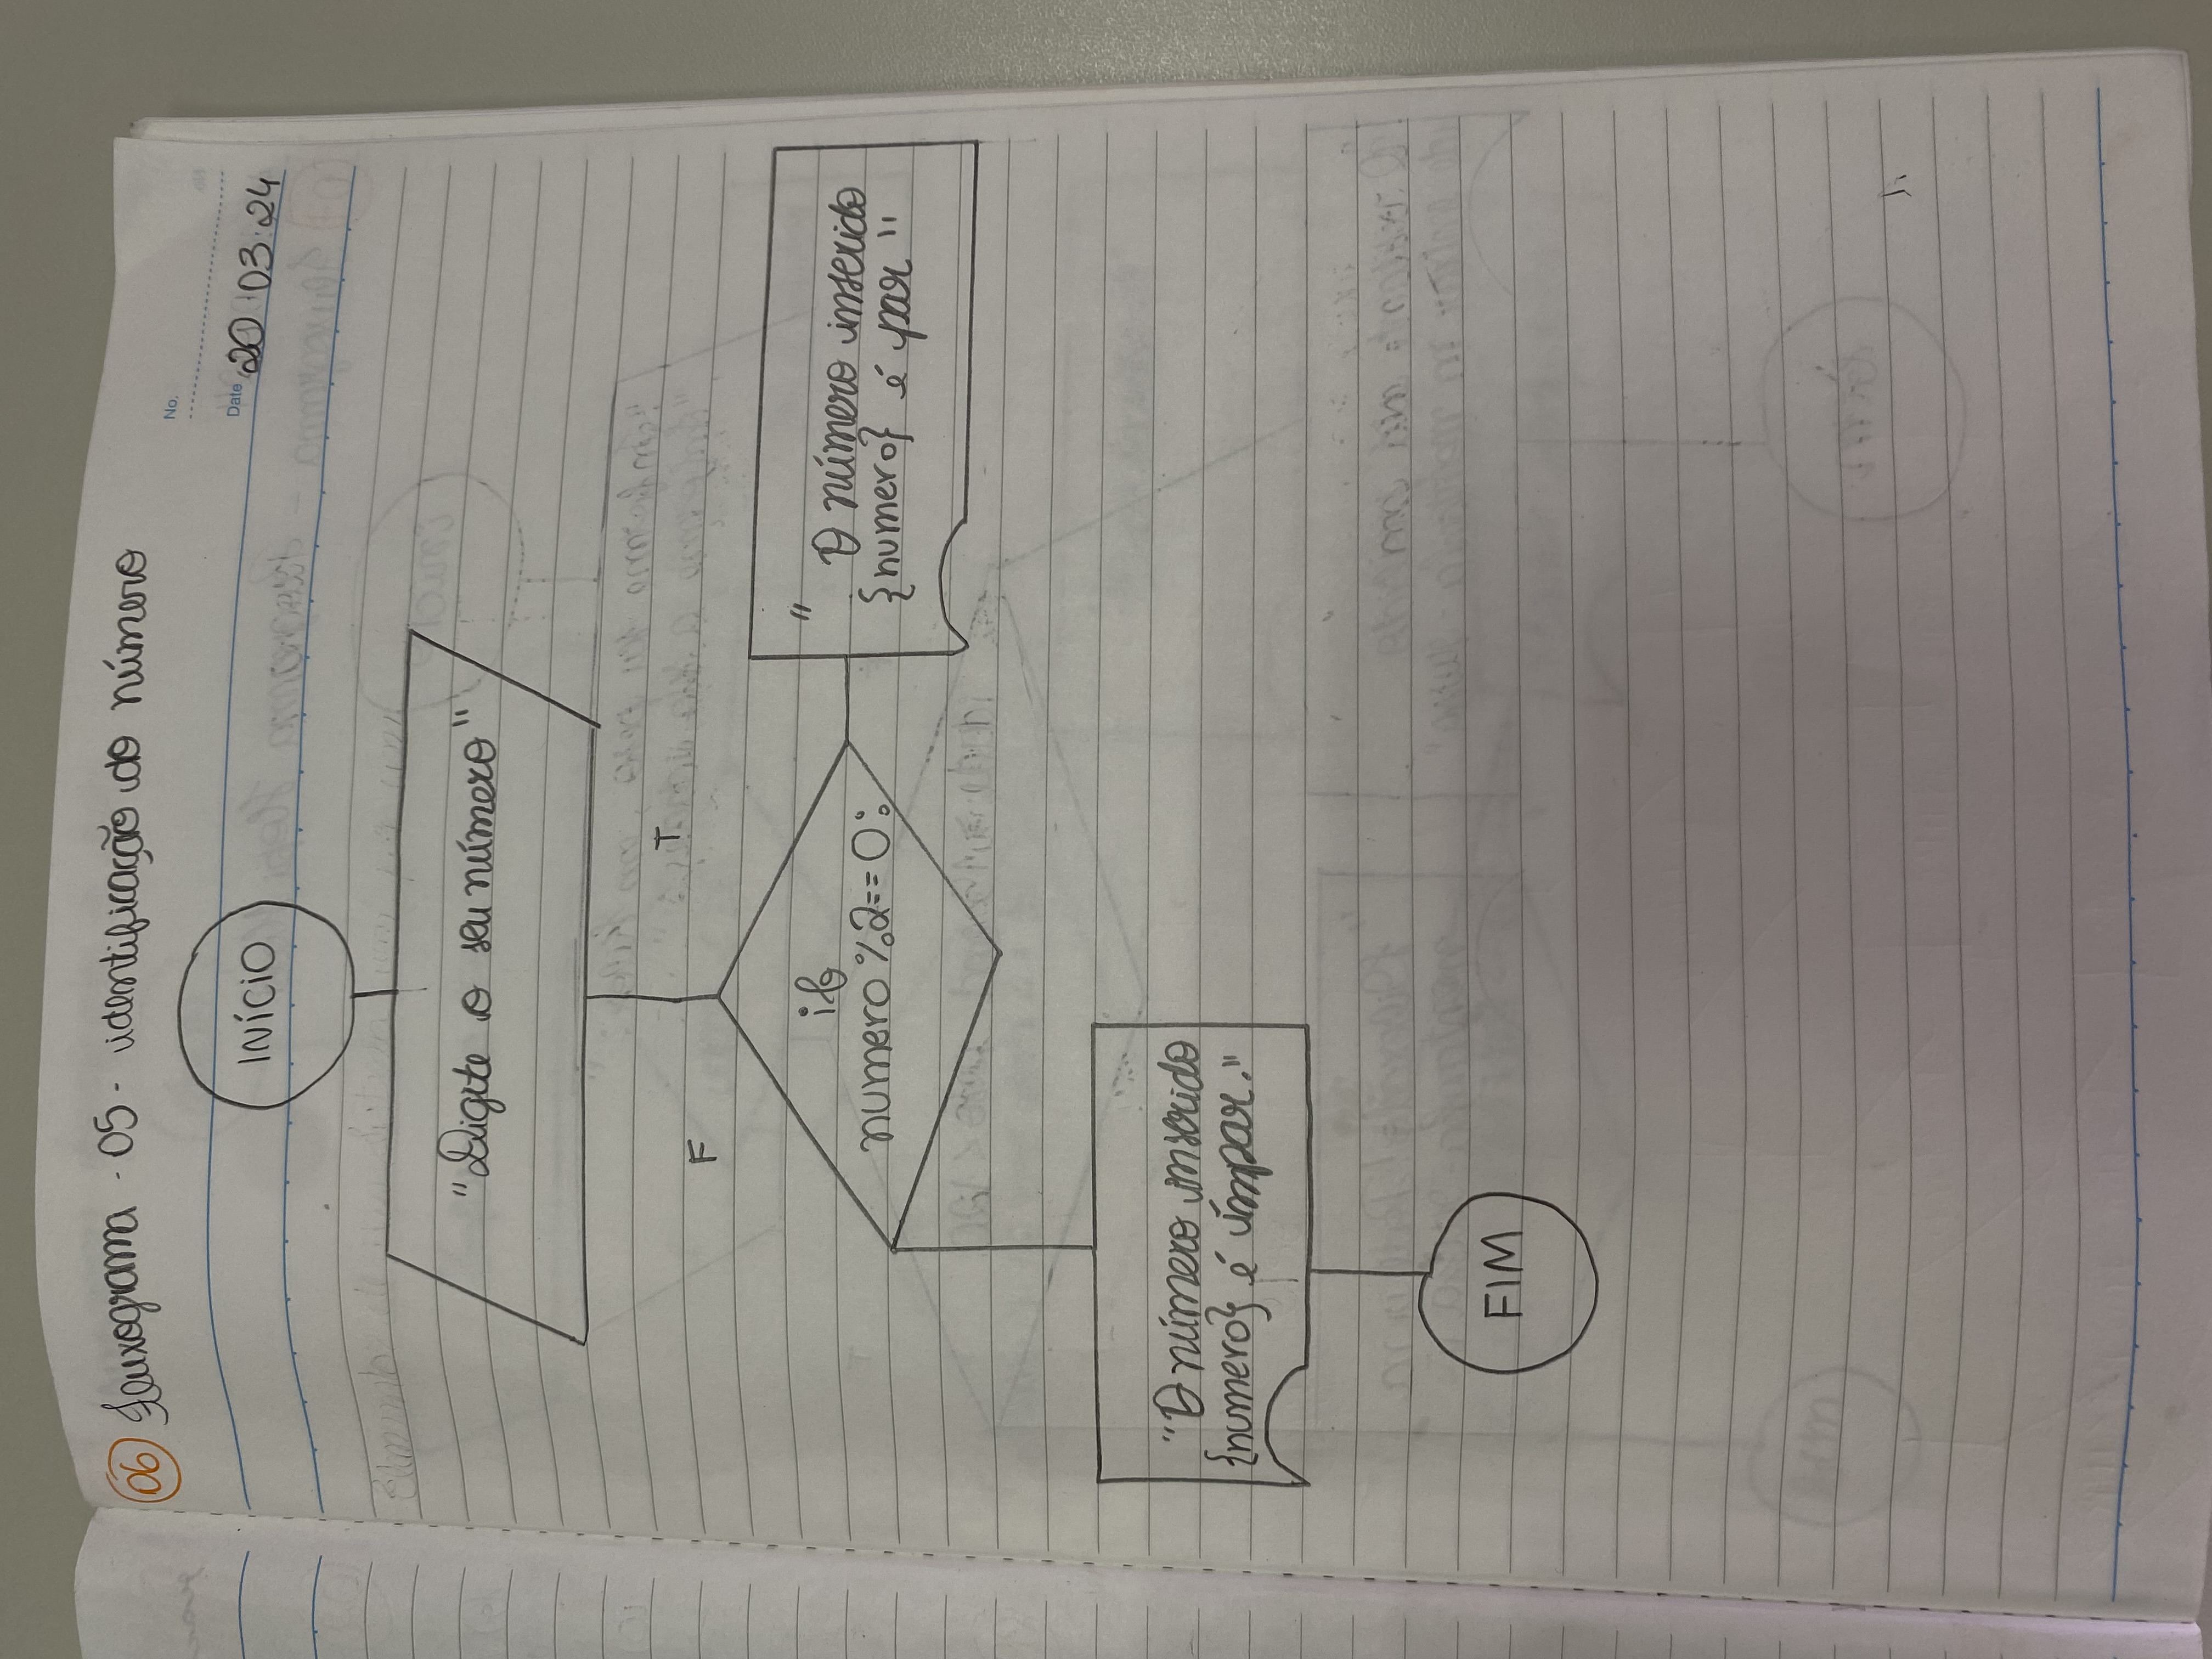 06 Fluxograma - 05 - identificação do número
No.
Date 20 03 24
INÍCIO
"Digite o seu número"
T
F
if
numero %2==0:
" O número inserido
{numero} é par "
"O número inserido
{numero} é ímpar."
FIM